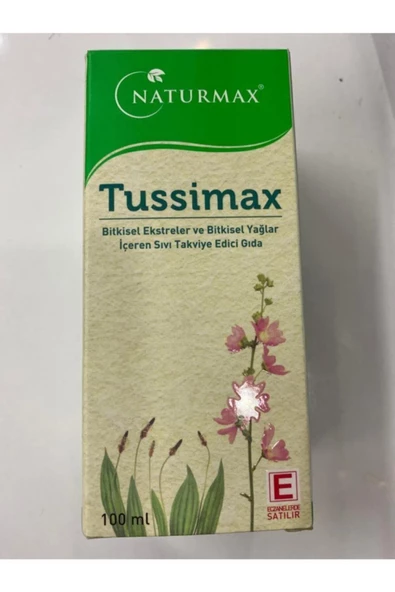 NATURMAX®
Tussimax
Bitkisel Ekstreler ve Bitkisel Yağlar
İçeren Sıvı Takviye Edici Gıda
100 ml
E
ECZANELERDE
SATILIR